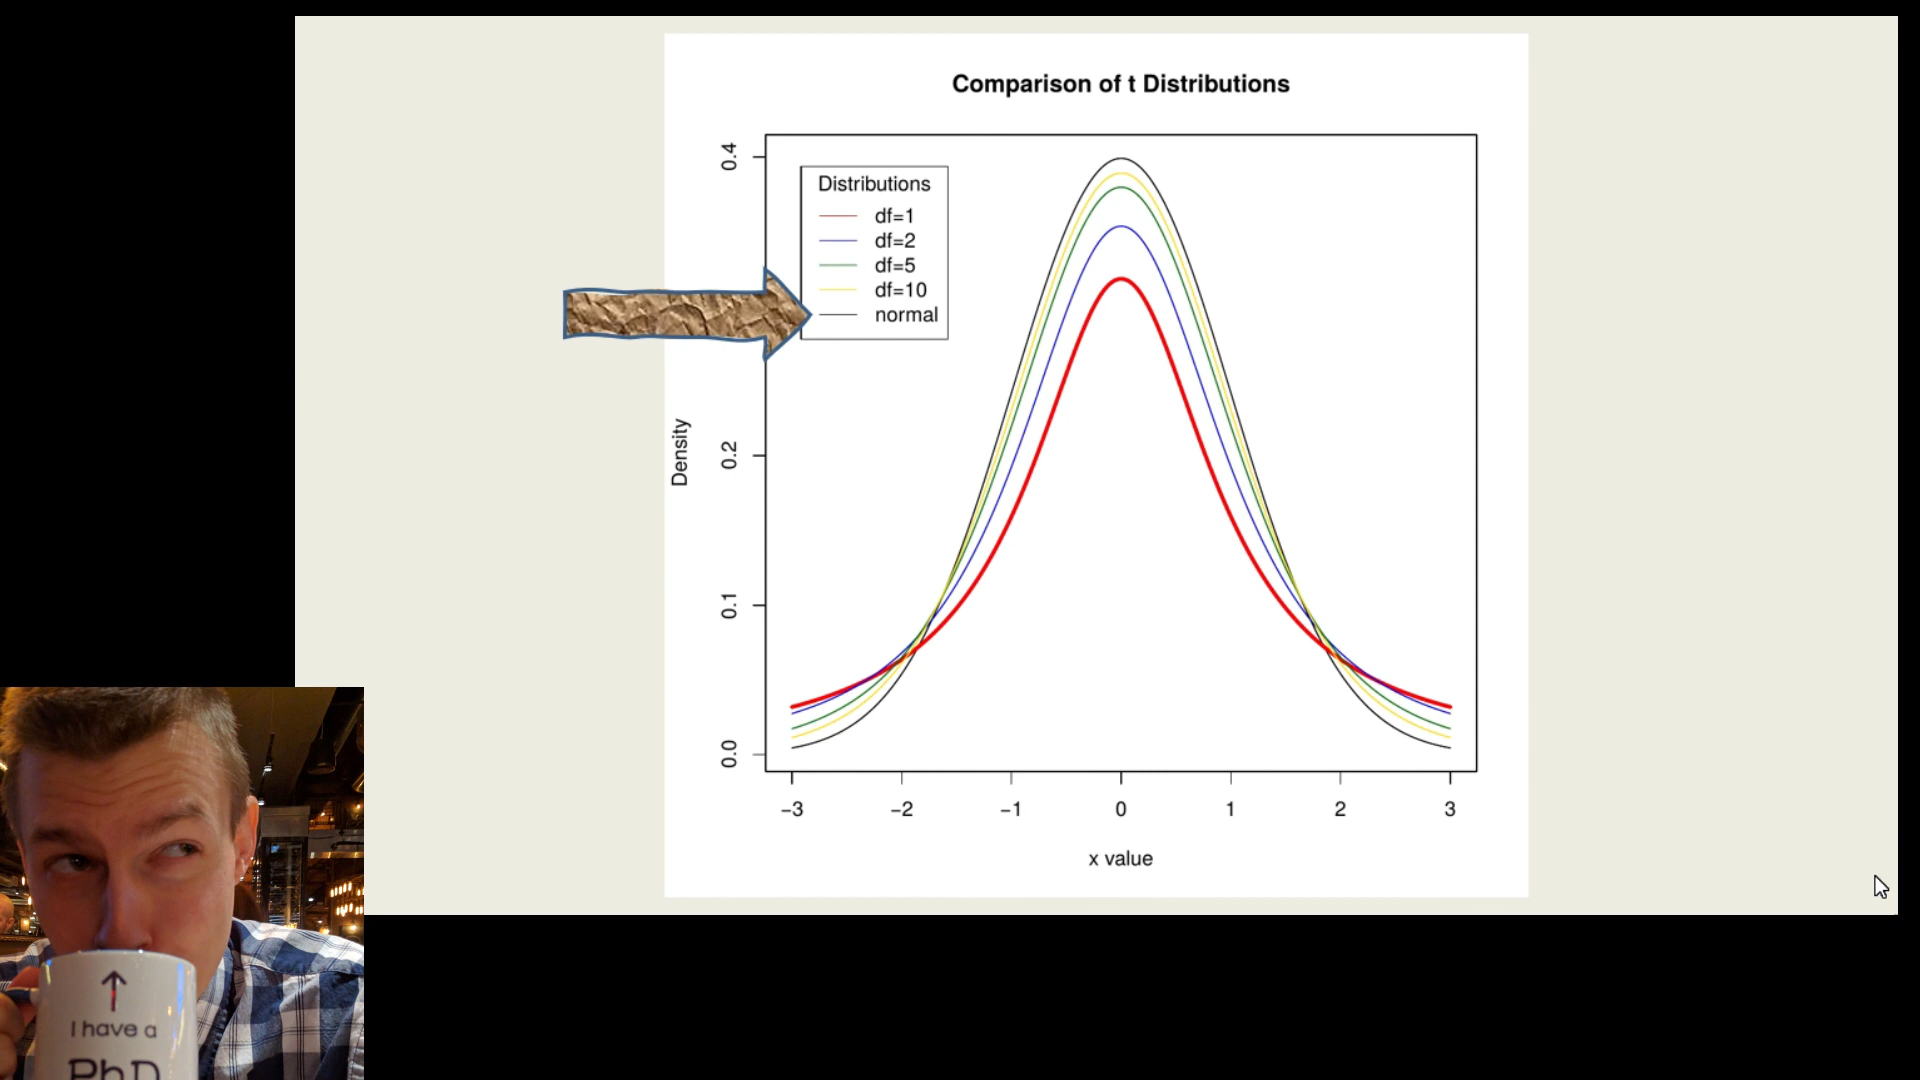 Comparison of t Distributions
0.4
Distributions
df=1
df=2
df=5
df=10
normal
Density
0.2
0.1
0.0
−3 −2 −1 0 1 2 3
x value
I have a
PhD